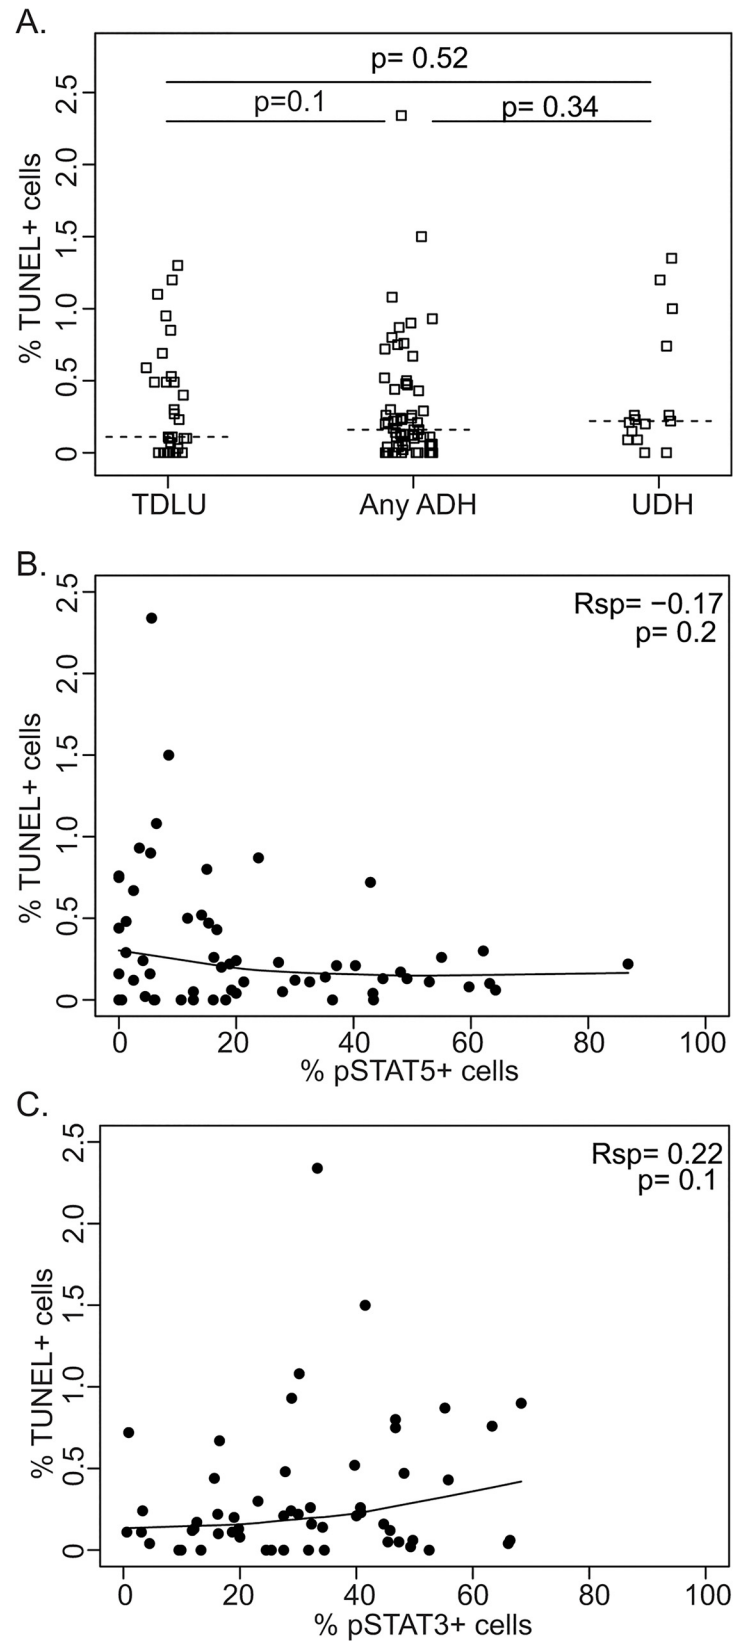 A.
p= 0.52
p=0.1
p= 0.34
% TUNEL+ cells
2.5
2.0
1.5
1.0
0.5
0
TDLU Any ADH UDH
B.
Rsp= −0.17
p= 0.2
% TUNEL+ cells
2.5
2.0
1.5
1.0
0.5
0
0 20 40 60 80 100
% pSTAT5+ cells
C.
Rsp= 0.22
p= 0.1
% TUNEL+ cells
2.5
2.0
1.5
1.0
0.5
0
0 20 40 60 80 100
% pSTAT3+ cells